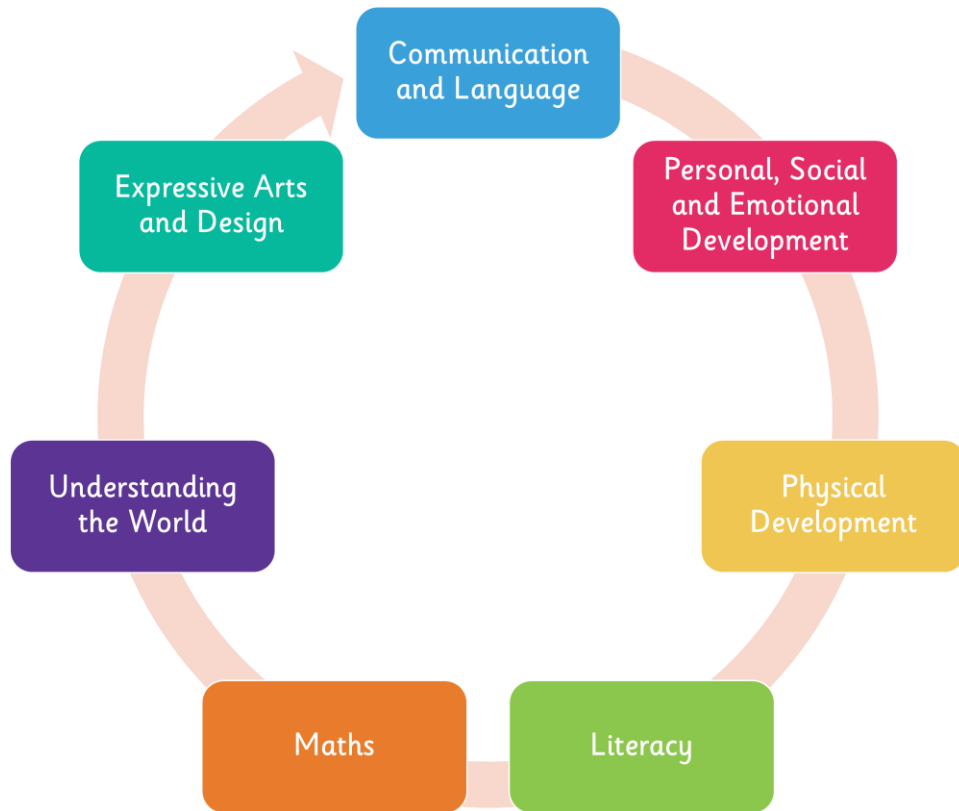 Communication
and Language
Personal, Social
and Emotional
Development
Physical
Development
Literacy
Maths
Understanding
the World
Expressive Arts
and Design